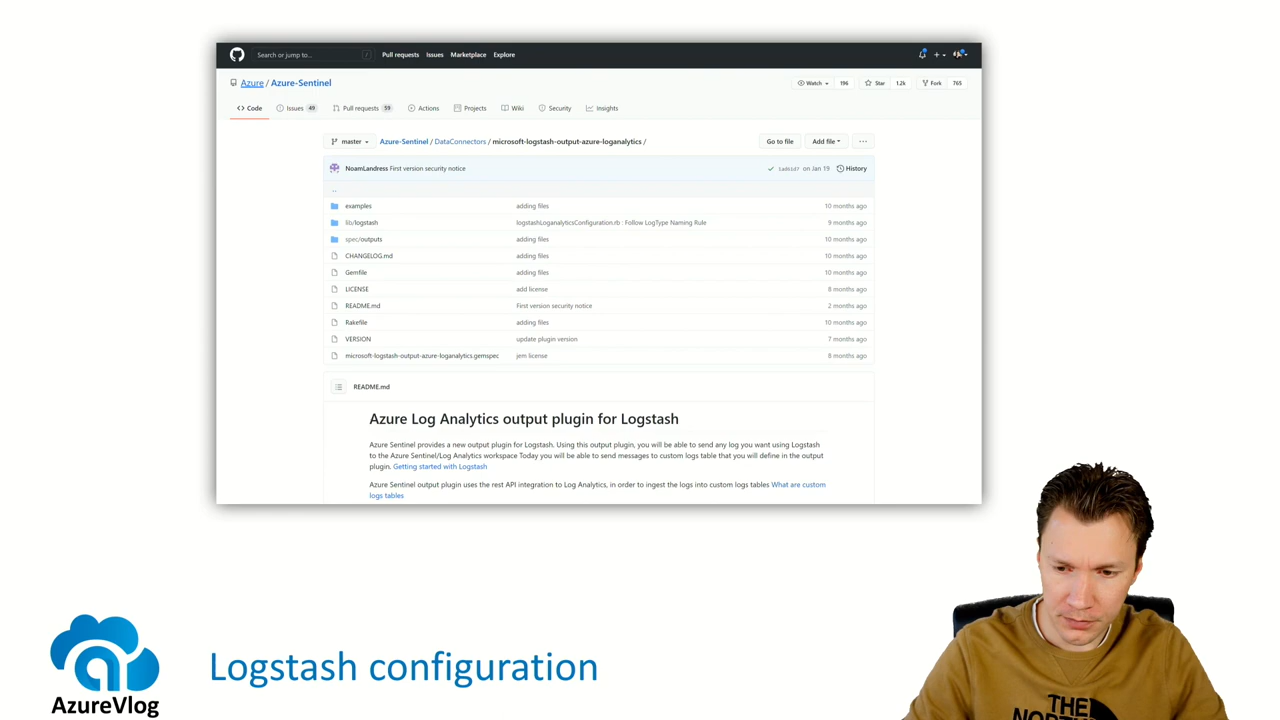 Search or jump to... /
Pull requests Issues Marketplace Explore
Azure / Azure-Sentinel
Watch 196 Star 1.2k Fork 765
Code Issues 49 Pull requests 59 Actions Projects Wiki Security Insights
master Azure-Sentinel / DataConnectors / microsoft-logstash-output-azure-loganalytics / Go to file Add file ...
NoamLandress First version security notice on Jan 19 History
..
examples adding files 10 months ago
lib/logstash logstashLoganalyticsConfiguration.rb : Follow LogType Naming Rule 9 months ago
spec/outputs adding files 10 months ago
CHANGELOG.md adding files 10 months ago
Gemfile adding files 10 months ago
LICENSE add license 8 months ago
README.md First version security notice 2 months ago
Rakefile adding files 10 months ago
VERSION update plugin version 7 months ago
microsoft-logstash-output-azure-loganalytics.gemspec jem license 8 months ago
README.md
Azure Log Analytics output plugin for Logstash
Azure Sentinel provides a new output plugin for Logstash. Using this output plugin, you will be able to send any log you want using Logstash
to the Azure Sentinel/Log Analytics workspace Today you will be able to send messages to custom logs table that you will define in the output
plugin. Getting started with Logstash
Azure Sentinel output plugin uses the rest API integration to Log Analytics, in order to ingest the logs into custom logs tables What are custom
logs tables
AzureVlog
Logstash configuration
THE